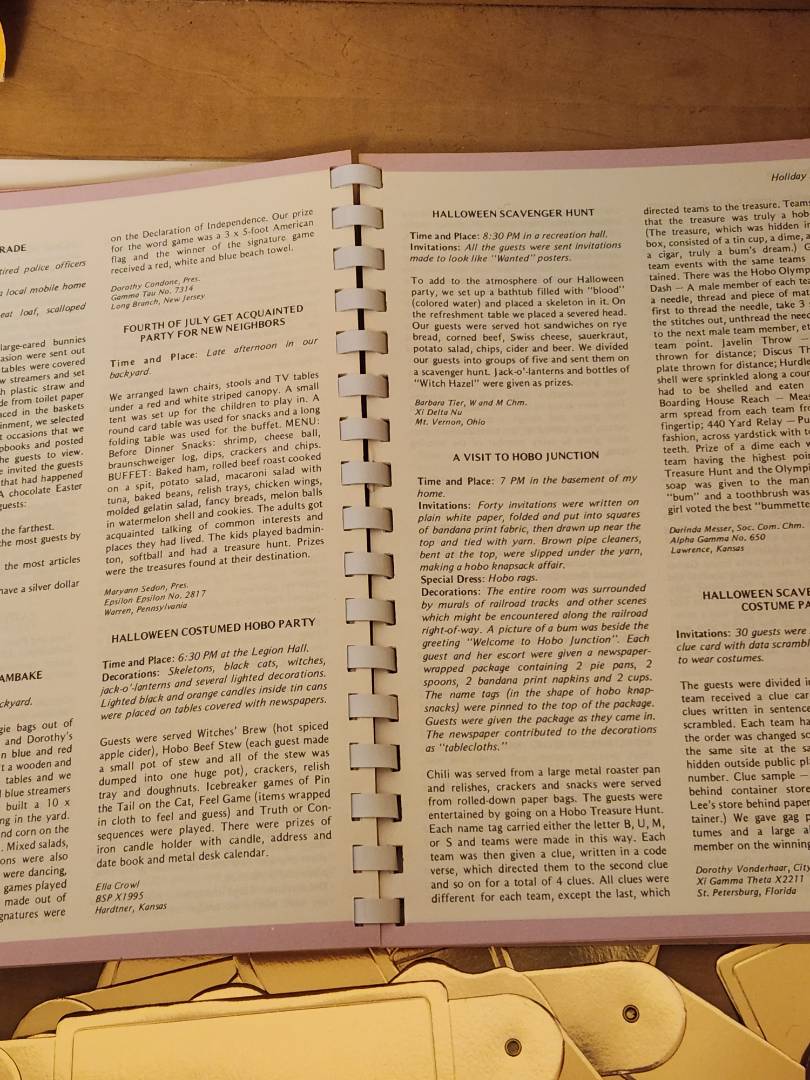 RADE
tired police officers
a local mobile home
eat loaf, scalloped
large-eared bunnies
asion were sent out
tables were covered
w streamers and set
h plastic straw and
de from toilet paper
aced in the baskets
inment, we selected
t occasions that we
pbooks and posted
he guests to view.
e invited the guests
that had happened
A chocolate Easter
guests:
the farthest.
the most guests by
the most articles
have a silver dollar
AMBAKE
ckyard.
gie bags out of
and Dorothy's
n blue and red
t a wooden and
tables and we
d blue streamers
built a 10 x
ng in the yard.
nd corn on the
. Mixed salads,
ons were also
were dancing,
games played
made out of
gnatures were
on the Declaration of Independence. Our prize
for the word game was a 3 x 5-foot American
flag and the winner of the signature game
received a red, white and blue beach towel.
Dorothy Condone, Pres.
Gamma Tau No. 7314
Long Branch, New Jersey
FOURTH OF JULY GET ACQUAINTED
PARTY FOR NEW NEIGHBORS
Time and Place: Late afternoon in our
backyard.
We arranged lawn chairs, stools and TV tables
under a red and white striped canopy. A small
tent was set up for the children to play in. A
round card table was used for snacks and a long
folding table was used for the buffet. MENU:
Before Dinner Snacks: shrimp, cheese ball,
braunschweiger log, dips, crackers and chips.
BUFFET: Baked ham, rolled beef roast cooked
on a spit, potato salad, macaroni salad with
tuna, baked beans, relish trays, chicken wings,
molded gelatin salad, fancy breads, melon balls
in watermelon shell and cookies. The adults got
acquainted talking of common interests and
places they had lived. The kids played badmin-
ton, softball and had a treasure hunt. Prizes
were the treasures found at their destination.
Maryann Sedon, Pres.
Epsilon Epsilon No. 2817
Warren, Pennsylvania
HALLOWEEN COSTUMED HOBO PARTY
Time and Place: 6:30 PM at the Legion Hall.
Decorations: Skeletons, black cats, witches,
jack-o'-lanterns and several lighted decorations.
Lighted black and orange candles inside tin cans
were placed on tables covered with newspapers.
Guests were served Witches' Brew (hot spiced
apple cider), Hobo Beef Stew (each guest made
a small pot of stew and all of the stew was
dumped into one huge pot), crackers, relish
tray and doughnuts. Icebreaker games of Pin
the Tail on the Cat, Feel Game (items wrapped
in cloth to feel and guess) and Truth or Con-
sequences were played. There were prizes of
iron candle holder with candle, address and
date book and metal desk calendar.
Ella Crowl
BSP X1995
Hardtner, Kansas
Holiday
HALLOWEEN SCAVENGER HUNT
Time and Place: 8:30 PM in a recreation hall.
Invitations: All the guests were sent invitations
made to look like "Wanted" posters.
To add to the atmosphere of our Halloween
party, we set up a bathtub filled with "blood"
(colored water) and placed a skeleton in it. On
the refreshment table we placed a severed head.
Our guests were served hot sandwiches on rye
bread, corned beef, Swiss cheese, sauerkraut,
potato salad, chips, cider and beer. We divided
our guests into groups of five and sent them on
a scavenger hunt. Jack-o'-lanterns and bottles of
"Witch Hazel" were given as prizes.
Barbara Tier, W and M Chm.
Xi Delta Nu
Mt. Vernon, Ohio
A VISIT TO HOBO JUNCTION
Time and Place: 7 PM in the basement of my
home.
Invitations: Forty invitations were written on
plain white paper, folded and put into squares
of bandana print fabric, then drawn up near the
top and tied with yarn. Brown pipe cleaners,
bent at the top, were slipped under the yarn,
making a hobo knapsack affair.
Special Dress: Hobo rags.
Decorations: The entire room was surrounded
by murals of railroad tracks and other scenes
which might be encountered along the railroad
right-of-way. A picture of a bum was beside the
greeting "Welcome to Hobo Junction". Each
guest and her escort were given a newspaper-
wrapped package containing 2 pie pans, 2
spoons, 2 bandana print napkins and 2 cups.
The name tags (in the shape of hobo knap-
snacks) were pinned to the top of the package.
Guests were given the package as they came in.
The newspaper contributed to the decorations
as "tablecloths."
Chili was served from a large metal roaster pan
and relishes, crackers and snacks were served
from rolled-down paper bags. The guests were
entertained by going on a Hobo Treasure Hunt.
Each name tag carried either the letter B, U, M,
or S and teams were made in this way. Each
team was then given a clue, written in a code
verse, which directed them to the second clue
and so on for a total of 4 clues. All clues were
different for each team, except the last, which
directed teams to the treasure. Teams
that the treasure was truly a hob
(The treasure, which was hidden in
box, consisted of a tin cup, a dime, a
a cigar, truly a bum's dream.) G
team events with the same teams
tained. There was the Hobo Olymp
Dash — A male member of each tea
a needle, thread and piece of mat
first to thread the needle, take 3
the stitches out, unthread the need
to the next male team member, et
team point. Javelin Throw —
thrown for distance; Discus Th
plate thrown for distance; Hurdle
shell were sprinkled along a cour
had to be shelled and eaten
Boarding House Reach — Meas
arm spread from each team fro
fingertip; 440 Yard Relay — Pu
fashion, across yardstick with to
teeth. Prize of a dime each w
team having the highest poin
Treasure Hunt and the Olymp
soap was given to the man
"bum" and a toothbrush was
girl voted the best "bummette
Darinda Messer, Soc. Com. Chm.
Alpha Gamma No. 650
Lawrence, Kansas
HALLOWEEN SCAVE
COSTUME PA
Invitations: 30 guests were
clue card with data scrambl
to wear costumes.
The guests were divided in
team received a clue car
clues written in sentenc
scrambled. Each team ha
the order was changed so
the same site at the sa
hidden outside public pl
number. Clue sample —
behind container store
Lee's store behind paper
tainer.) We gave gag p
tumes and a large al
member on the winning
Dorothy Vonderhaar, City
Xi Gamma Theta X2211
St. Petersburg, Florida